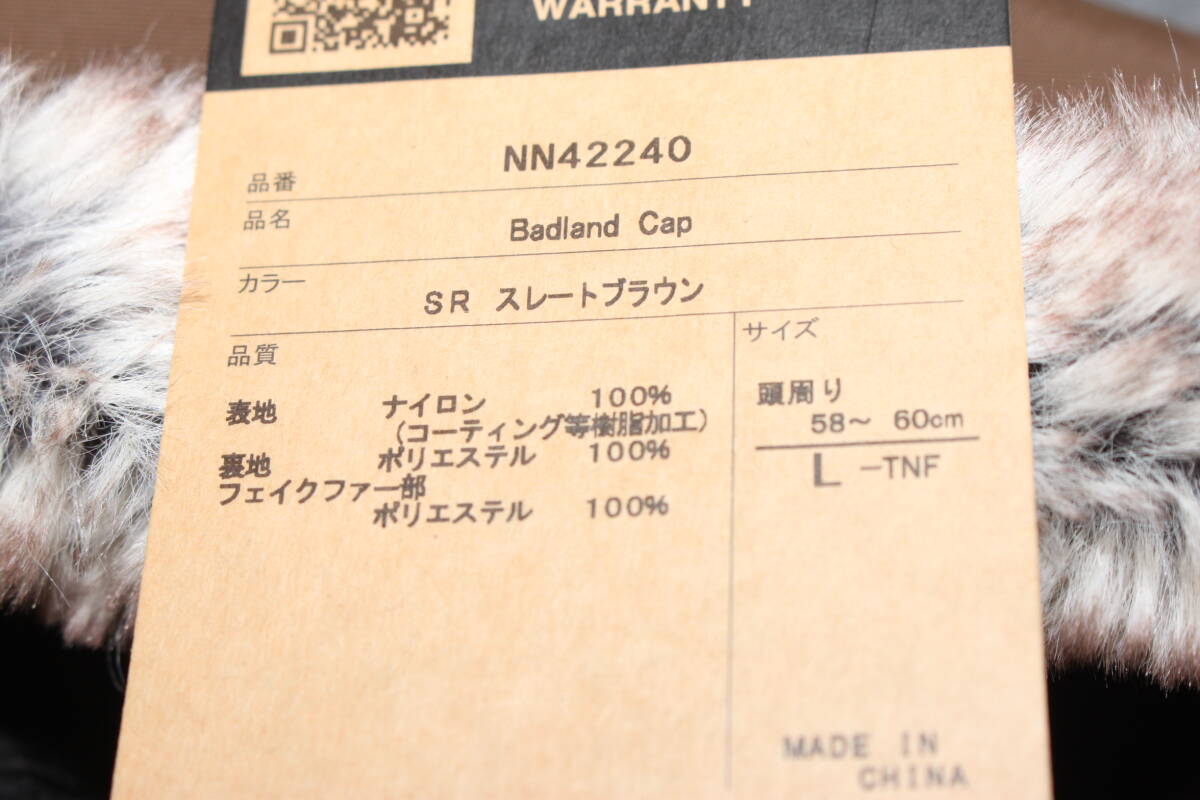 WARRANTY
品番 NN42240
品名 Badland Cap
カラー SR スレートブラウン
品質
表地 ナイロン 100%
(コーティング等樹脂加工)
裏地 ポリエステル 100%
フェイクファー部
ポリエステル 100%
サイズ
頭周り
58~ 60cm
L -TNF
MADE IN
CHINA